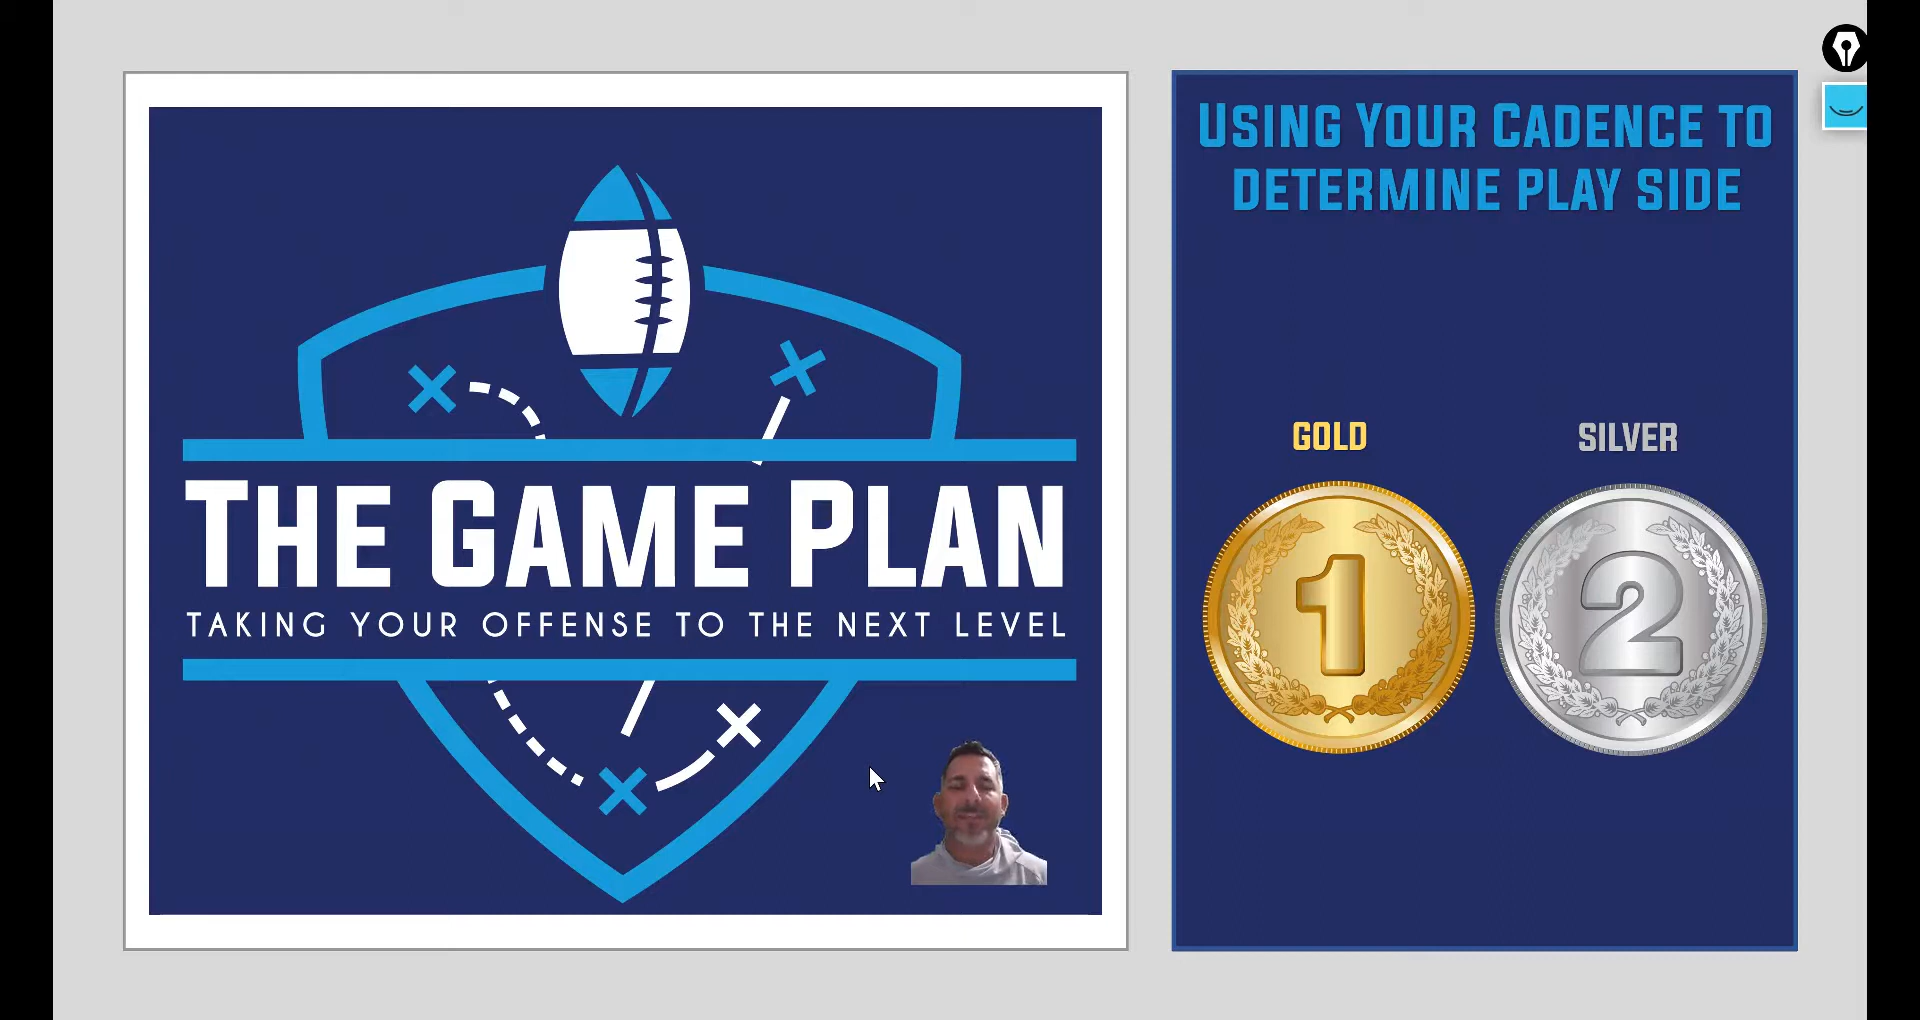 THE GAME PLAN
TAKING YOUR OFFENSE TO THE NEXT LEVEL
USING YOUR CADENCE TO
DETERMINE PLAY SIDE
GOLD
SILVER
1
2